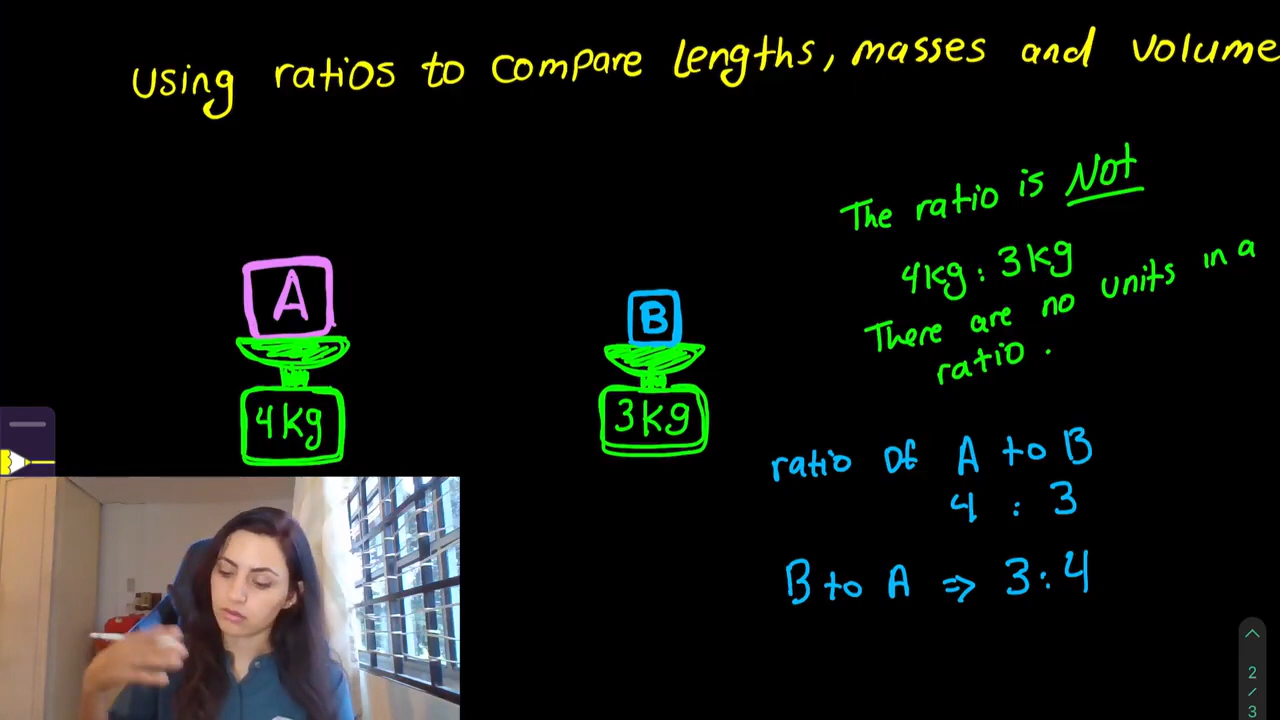 using ratios to compare lengths, masses and volume
The ratio is Not
4kg : 3kg
There are no units in a
ratio.
A
B
4kg
3kg
ratio of A to B
4 : 3
B to A ⇒ 3:4
2
/
3